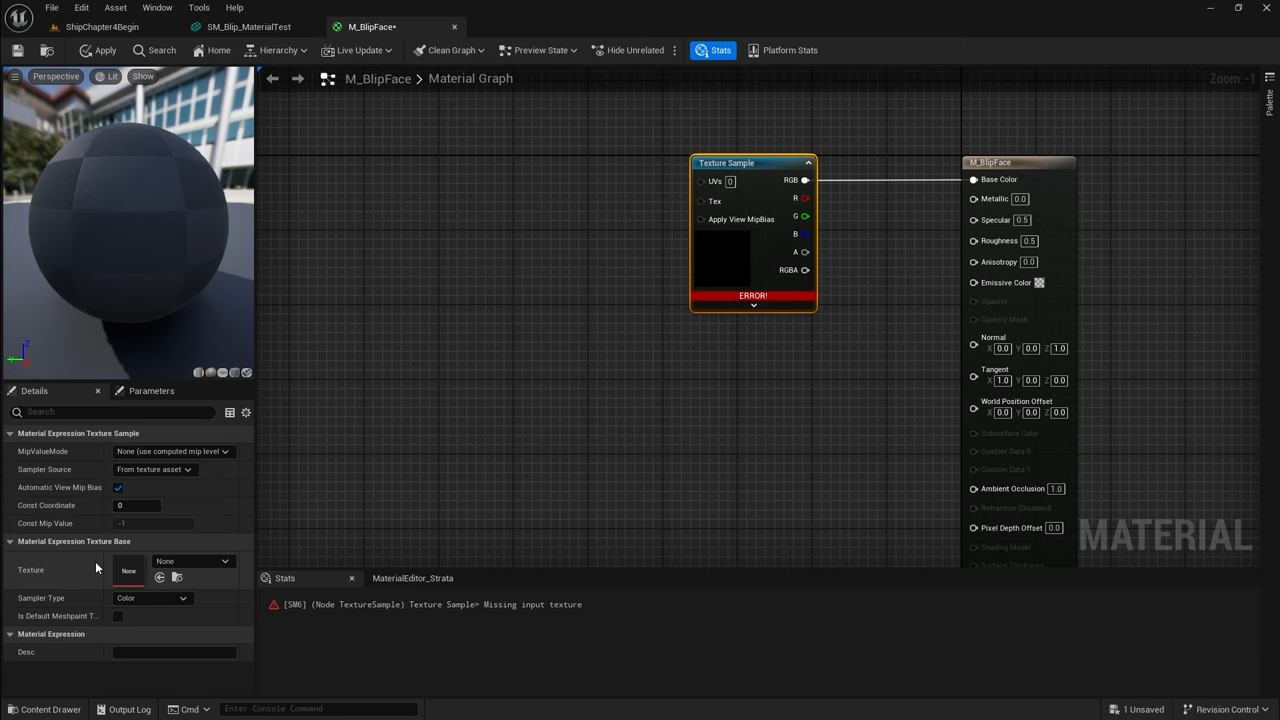 File Edit Asset Window Tools Help
ShipChapter4Begin SM_Blip_MaterialTest M_BlipFace*
Apply Search Home Hierarchy Live Update Clean Graph Preview State Hide Unrelated Stats Platform Stats
Perspective Lit Show
M_BlipFace > Material Graph
Zoom -1
Palette
Texture Sample
UVs 0 RGB
Tex R
Apply View MipBias G
B
A
RGBA
ERROR!
M_BlipFace
Base Color
Metallic 0.0
Specular 0.5
Roughness 0.5
Anisotropy 0.0
Emissive Color
Opacity
Opacity Mask
Normal
X 0.0 Y 0.0 Z 1.0
Tangent
X 1.0 Y 0.0 Z 0.0
World Position Offset
X 0.0 Y 0.0 Z 0.0
Subsurface Color
Custom Data 0
Custom Data 1
Ambient Occlusion 1.0
Refraction (Disabled)
Pixel Depth Offset 0.0
Shading Model
Surface Thickness
MATERIAL
Z
Y
Details Parameters
Search
Material Expression Texture Sample
MipValueMode None (use computed mip level
Sampler Source From texture asset
Automatic View Mip Bias
Const Coordinate 0
Const Mip Value -1
Material Expression Texture Base
Texture None None
Sampler Type Color
Is Default Meshpaint T...
Material Expression
Desc
Stats MaterialEditor_Strata
[SM6] (Node TextureSample) Texture Sample> Missing input texture
Content Drawer Output Log Cmd Enter Console Command 1 Unsaved Revision Control